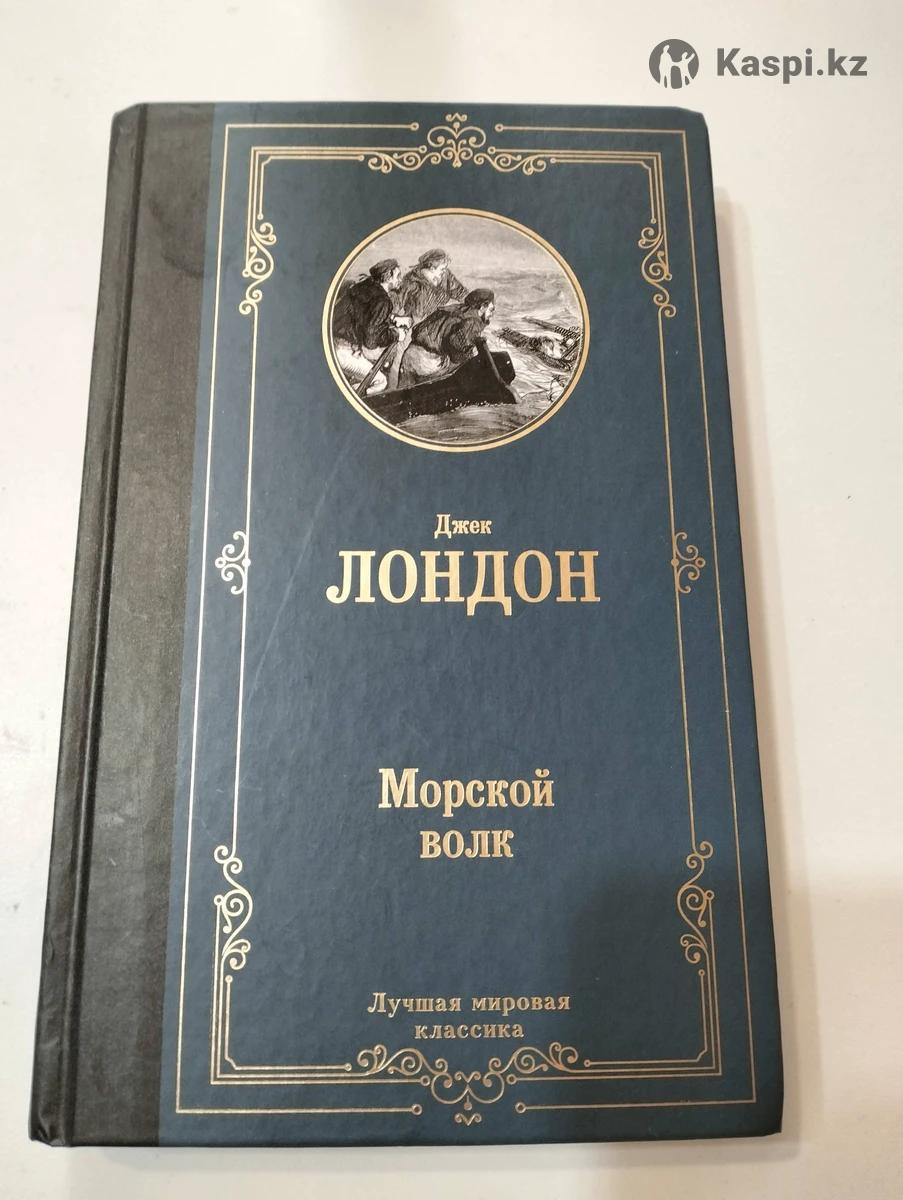 Kaspi.kz
Джек
ЛОНДОН
Морской
волк
Лучшая мировая
классика